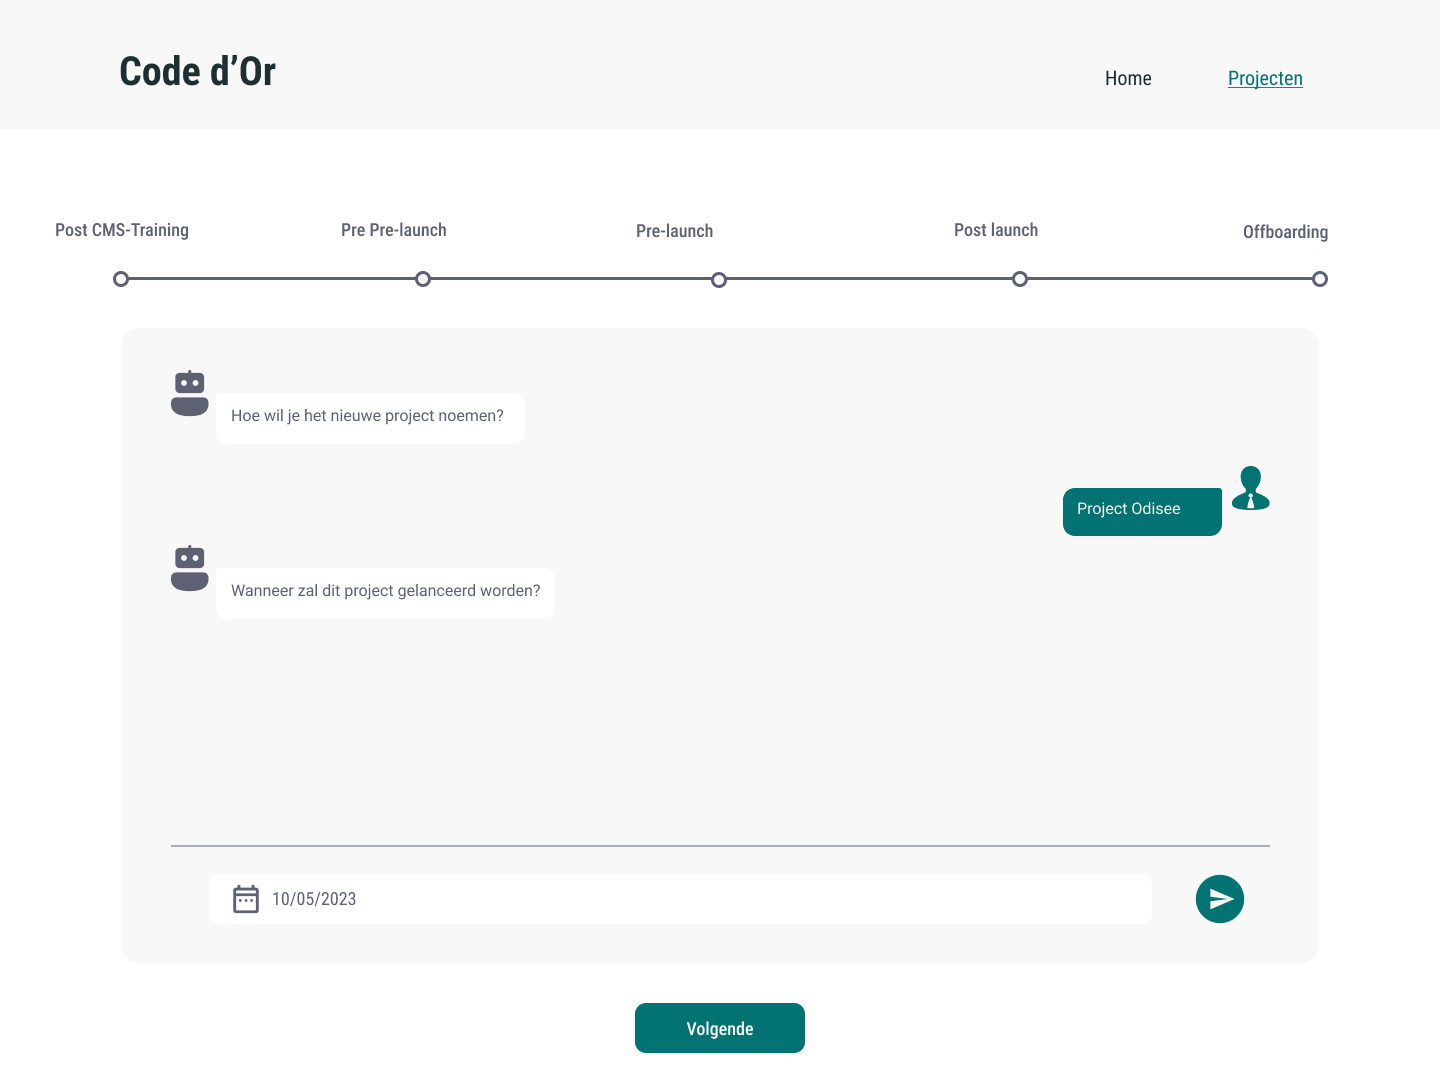 Code d’Or
Home
Projecten
Post CMS-Training
Pre Pre-launch
Pre-launch
Post launch
Offboarding
Hoe wil je het nieuwe project noemen?
Project Odisee
Wanneer zal dit project gelanceerd worden?
10/05/2023
Volgende